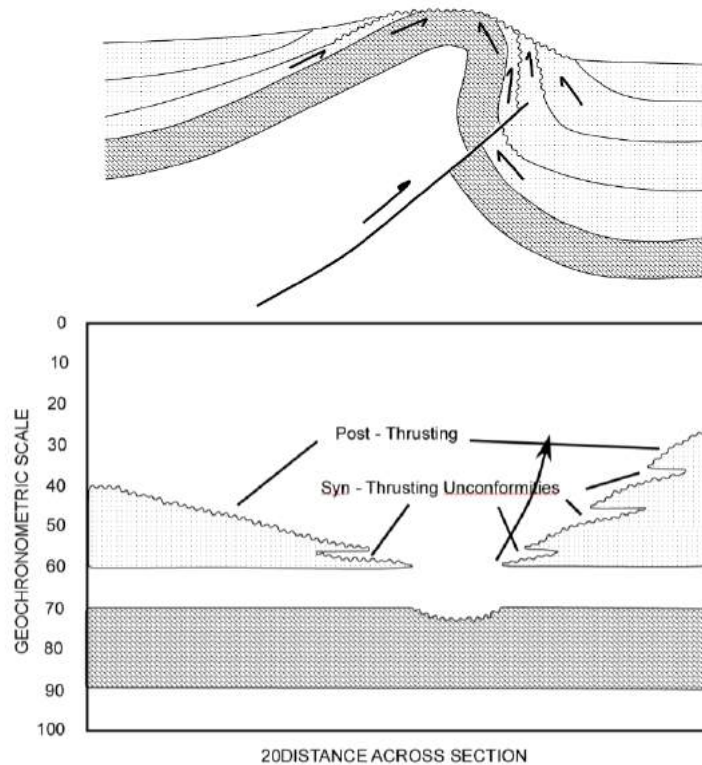 0
10
20
30
Post - Thrusting
40
Syn - Thrusting Unconformities
50
60
70
80
90
100
GEOCHRONOMETRIC SCALE
20DISTANCE ACROSS SECTION